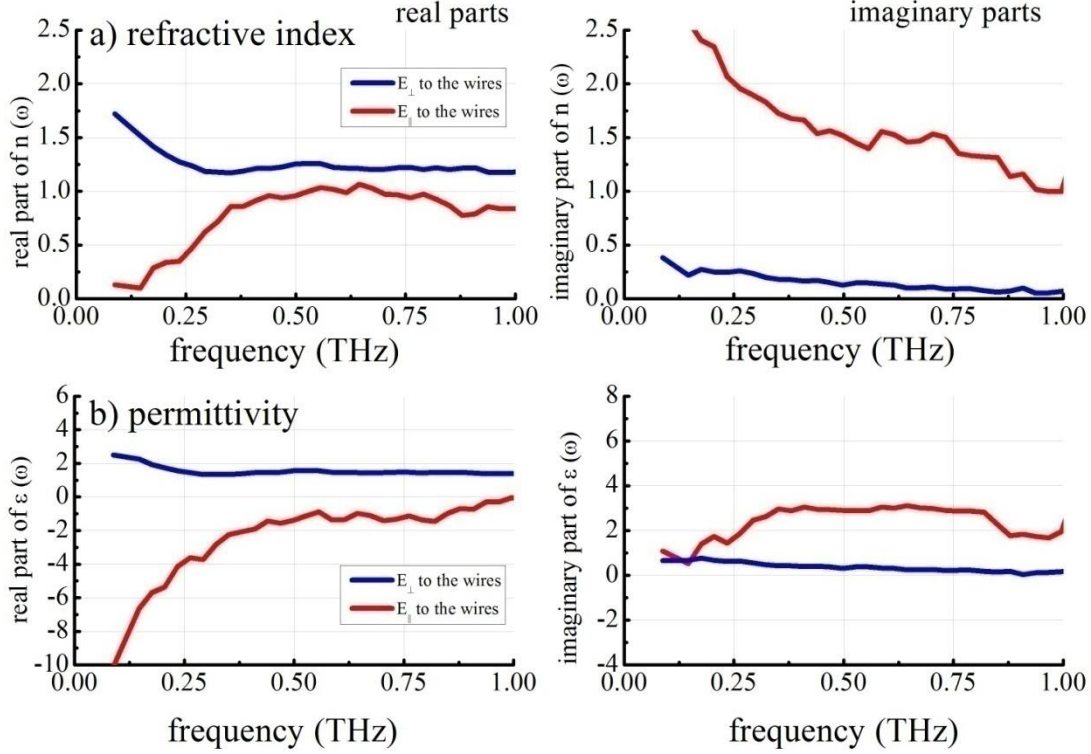 real parts
imaginary parts
a) refractive index
2.5
2.0
1.5
1.0
0.5
0.0
real part of n (ω)
E⊥ to the wires
E∥ to the wires
0.00 0.25 0.50 0.75 1.00
frequency (THz)
2.5
2.0
1.5
1.0
0.5
0.0
imaginary part of n (ω)
0.00 0.25 0.50 0.75 1.00
frequency (THz)
b) permittivity
6
4
2
0
-2
-4
-6
-8
-10
real part of ε (ω)
E⊥ to the wires
E∥ to the wires
0.00 0.25 0.50 0.75 1.00
frequency (THz)
8
6
4
2
0
-2
-4
imaginary part of ε (ω)
0.00 0.25 0.50 0.75 1.00
frequency (THz)